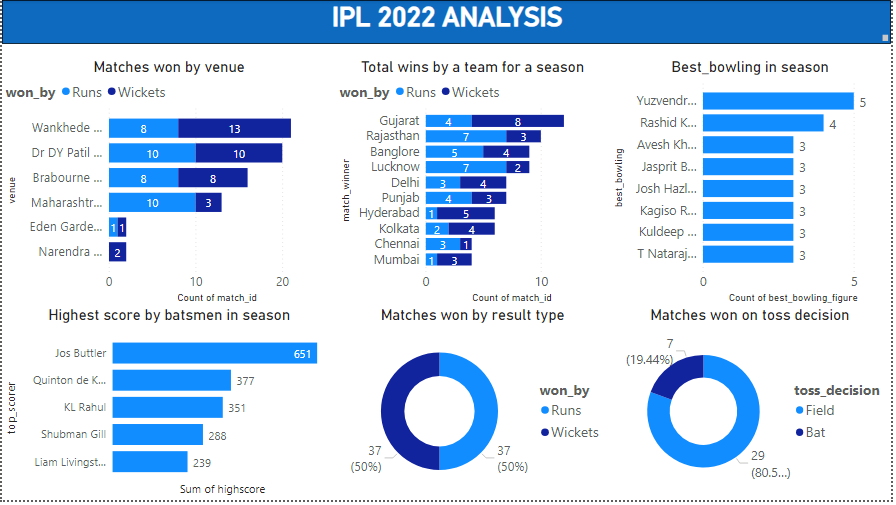 IPL 2022 ANALYSIS
Matches won by venue
won_by Runs Wickets
venue
Wankhede ... 8 13
Dr DY Patil ... 10 10
Brabourne ... 8 8
Maharashtr... 10 3
Eden Garde... 1 1
Narendra ... 2
0 10 20
Count of match_id
Total wins by a team for a season
won_by Runs Wickets
match_winner
Gujarat 4 8
Rajasthan 7 3
Banglore 5 4
Lucknow 7 2
Delhi 3 4
Punjab 4 3
Hyderabad 1 5
Kolkata 2 4
Chennai 3 1
Mumbai 1 3
0 10
Count of match_id
Best_bowling in season
best_bowling
Yuzvendr... 5
Rashid K... 4
Avesh Kh... 3
Jasprit B... 3
Josh Hazl... 3
Kagiso R... 3
Kuldeep ... 3
T Nataraj... 3
0 5
Count of best_bowling_figure
Highest score by batsmen in season
top_scorer
Jos Buttler 651
Quinton de K... 377
KL Rahul 351
Shubman Gill 288
Liam Livingst... 239
Sum of highscore
Matches won by result type
won_by
Runs
Wickets
37
(50%)
37
(50%)
Matches won on toss decision
7
(19.44%)
toss_decision
Field
Bat
29
(80.5...)